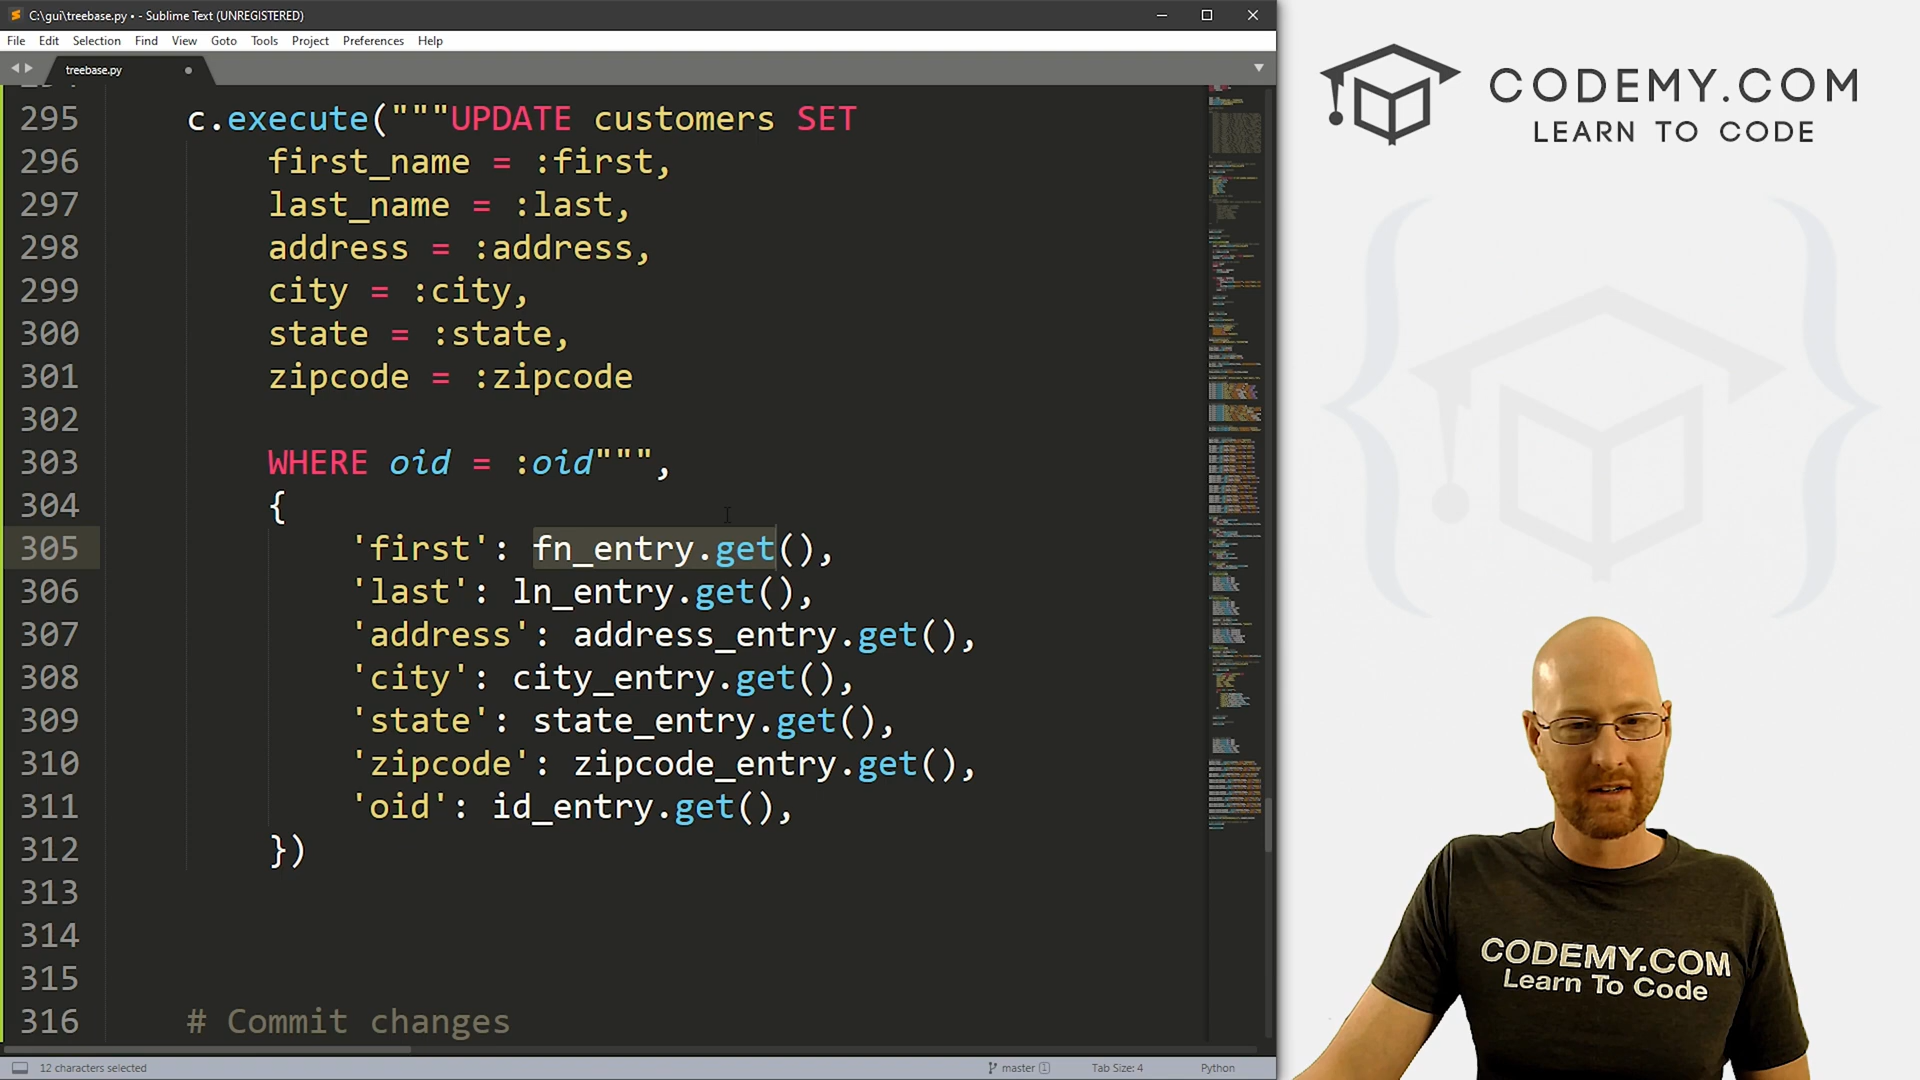 C:\gui\treebase.py • - Sublime Text (UNREGISTERED)
File Edit Selection Find View Goto Tools Project Preferences Help
treebase.py
295 c.execute("""UPDATE customers SET
296 first_name = :first,
297 last_name = :last,
298 address = :address,
299 city = :city,
300 state = :state,
301 zipcode = :zipcode
302
303 WHERE oid = :oid""",
304 {
305 'first': fn_entry.get(),
306 'last': ln_entry.get(),
307 'address': address_entry.get(),
308 'city': city_entry.get(),
309 'state': state_entry.get(),
310 'zipcode': zipcode_entry.get(),
311 'oid': id_entry.get(),
312 })
313
314
315
316 # Commit changes
12 characters selected
master 1
Tab Size: 4
Python
CODEMY.COM
LEARN TO CODE
CODEMY.COM
Learn To Code